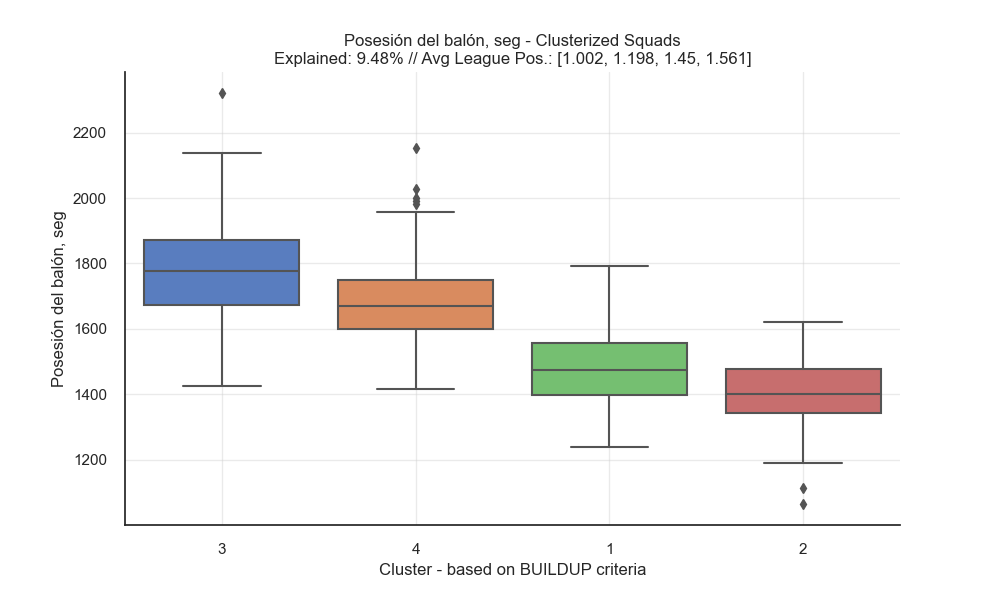 Posesión del balón, seg - Clusterized Squads
Explained: 9.48% // Avg League Pos.: [1.002, 1.198, 1.45, 1.561]
Posesión del balón, seg
2200
2000
1800
1600
1400
1200
3 4 1 2
Cluster - based on BUILDUP criteria